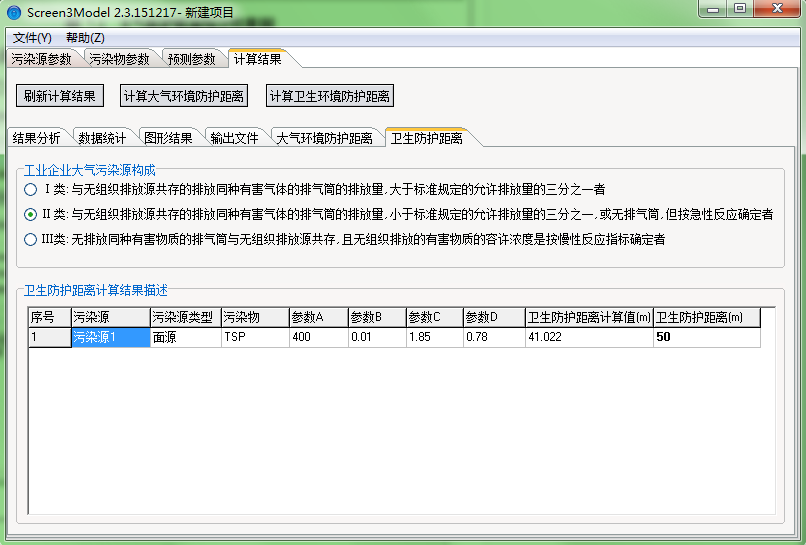 Screen3Model 2.3.151217- 新建项目
文件(Y) 帮助(Z)
污染源参数 污染物参数 预测参数 计算结果
刷新计算结果 计算大气环境防护距离 计算卫生环境防护距离
结果分析 数据统计 图形结果 输出文件 大气环境防护距离 卫生防护距离
工业企业大气污染源构成
I 类: 与无组织排放源共存的排放同种有害气体的排气筒的排放量,大于标准规定的允许排放量的三分之一者
II 类: 与无组织排放源共存的排放同种有害气体的排气筒的排放量,小于标准规定的允许排放量的三分之一,或无排气筒,但按急性反应确定者
III类: 无排放同种有害物质的排气筒与无组织排放源共存,且无组织排放的有害物质的容许浓度是按慢性反应指标确定者
卫生防护距离计算结果描述
序号 污染源 污染源类型 污染物 参数A 参数B 参数C 参数D 卫生防护距离计算值(m) 卫生防护距离(m)
1 污染源1 面源 TSP 400 0.01 1.85 0.78 41.022 50